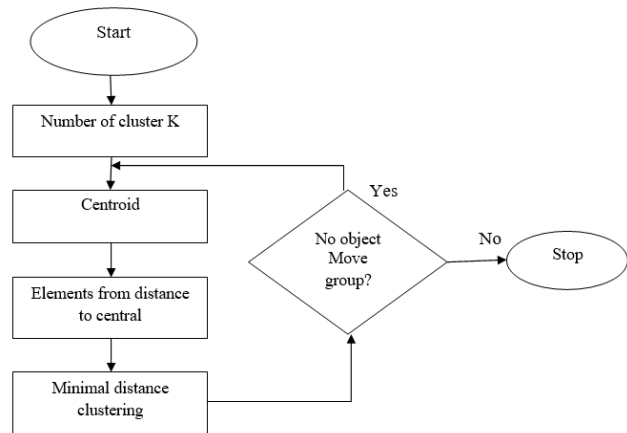 Start
Number of cluster K
Centroid
Elements from distance
to central
Minimal distance
clustering
Yes
No object
Move
group?
No
Stop